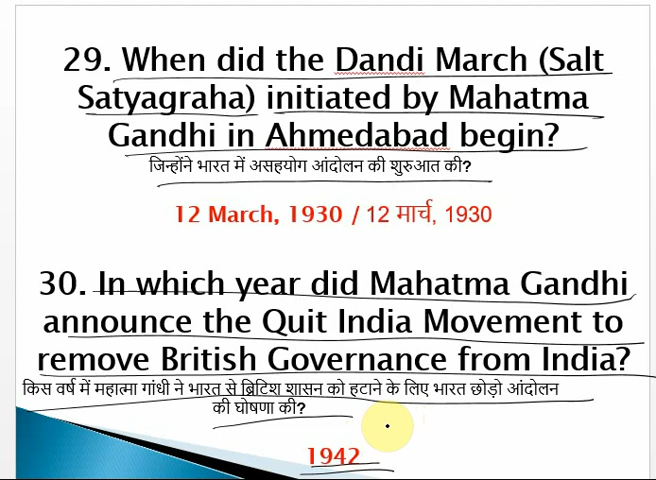 29. When did the Dandi March (Salt
Satyagraha) initiated by Mahatma
Gandhi in Ahmedabad begin?
जिन्होंने भारत में असहयोग आंदोलन की शुरुआत की?
12 March, 1930 / 12 मार्च, 1930
30. In which year did Mahatma Gandhi
announce the Quit India Movement to
remove British Governance from India?
किस वर्ष में महात्मा गांधी ने भारत से ब्रिटिश शासन को हटाने के लिए भारत छोड़ो आंदोलन
की घोषणा की?
1942